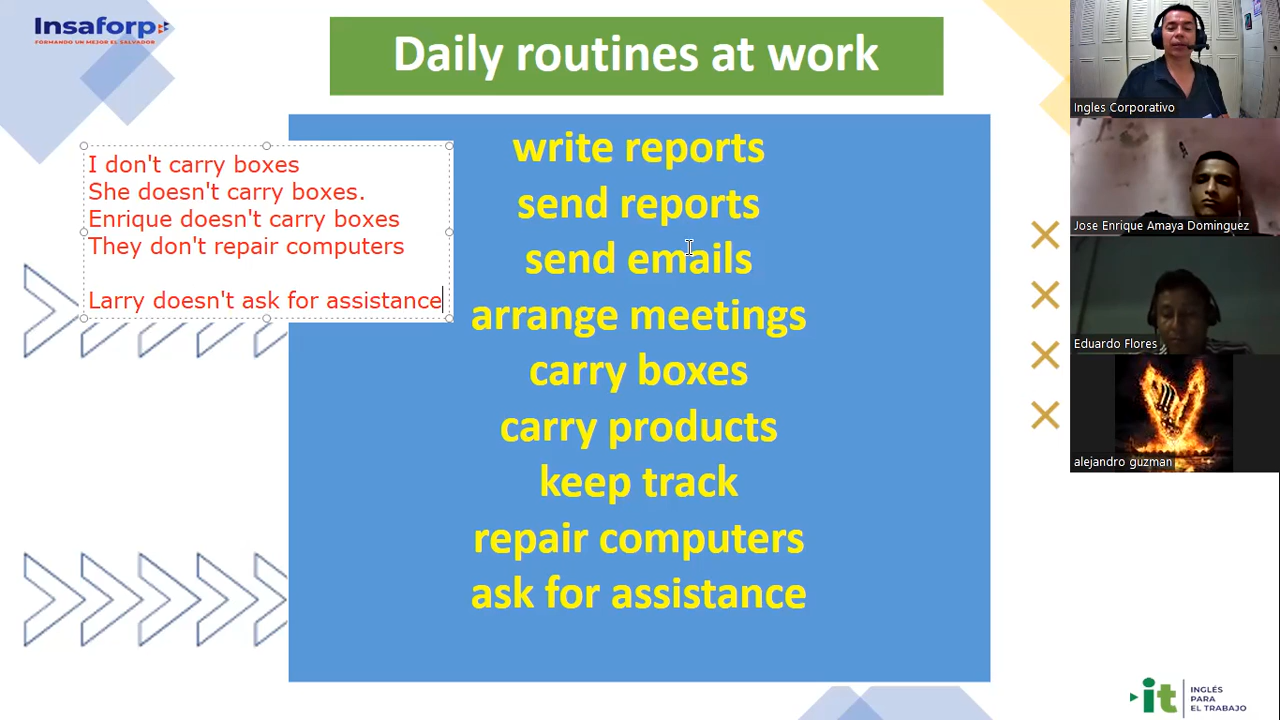 Insaforp
FORMANDO UN MEJOR EL SALVADOR
Daily routines at work
I don't carry boxes
She doesn't carry boxes.
Enrique doesn't carry boxes
They don't repair computers
Larry doesn't ask for assistance
write reports
send reports
send emails
arrange meetings
carry boxes
carry products
keep track
repair computers
ask for assistance
Ingles Corporativo
Jose Enrique Amaya Dominguez
Eduardo Flores
alejandro guzman
it
INGLÉS
PARA
EL TRABAJO